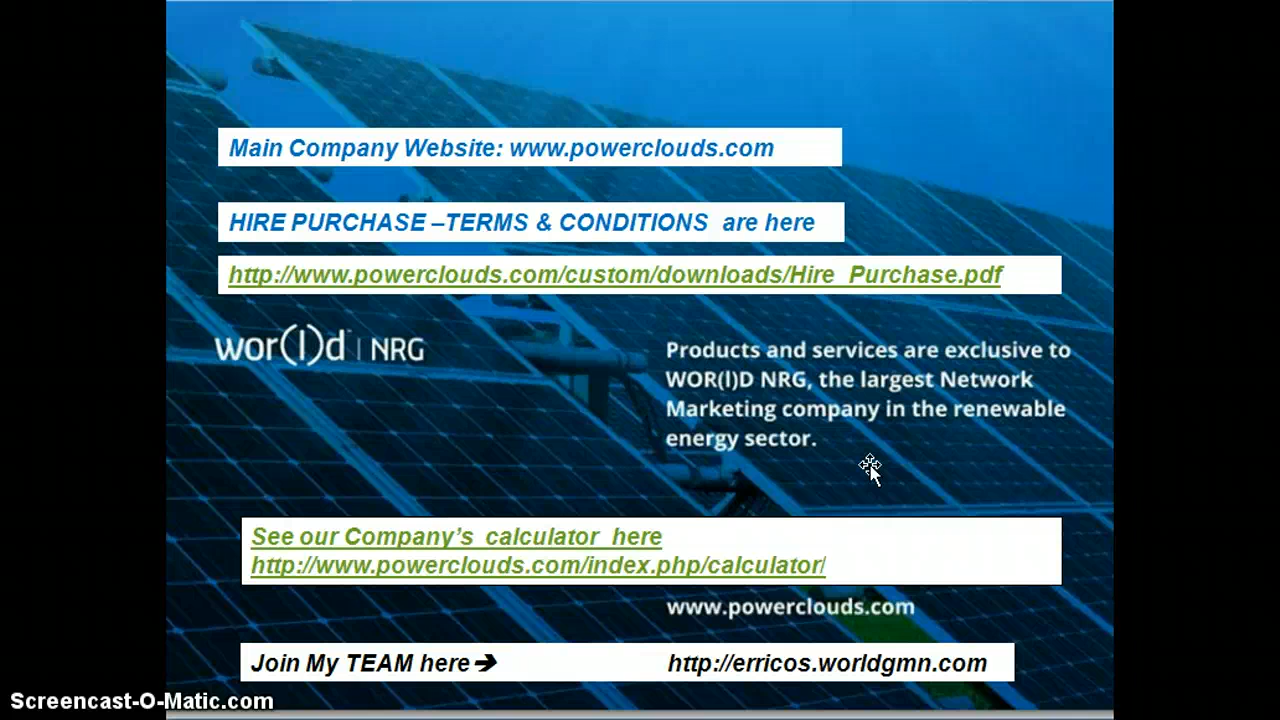 Main Company Website: www.powerclouds.com
HIRE PURCHASE –TERMS & CONDITIONS are here
http://www.powerclouds.com/custom/downloads/Hire_Purchase.pdf
wor(l)d™ | NRG
Products and services are exclusive to
WOR(l)D NRG, the largest Network
Marketing company in the renewable
energy sector.
See our Company’s calculator here
http://www.powerclouds.com/index.php/calculator/
www.powerclouds.com
Join My TEAM here➔ http://erricos.worldgmn.com
Screencast-O-Matic.com